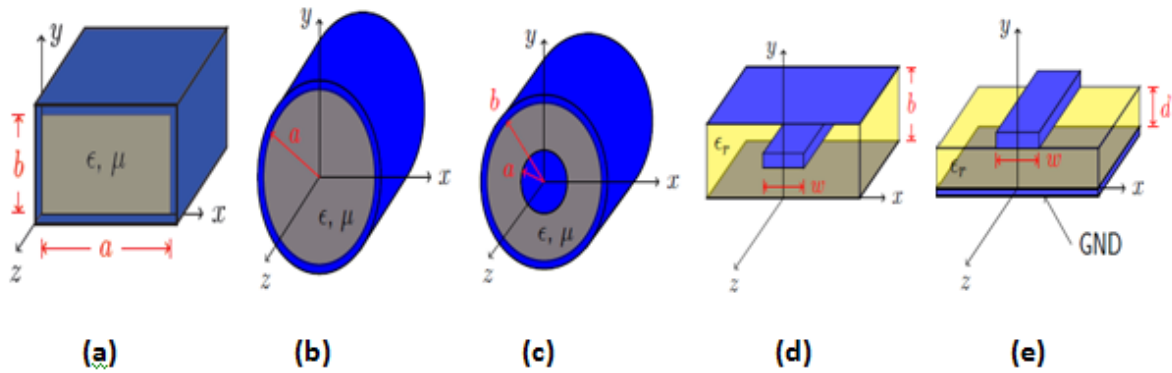 y
b
ϵ, μ
x
a
z
y
a
x
ϵ, μ
z
y
b
a
x
ϵ, μ
z
y
b
ϵr
w
x
z
y
d
ϵr
w
x
z
GND
(a)
(b)
(c)
(d)
(e)